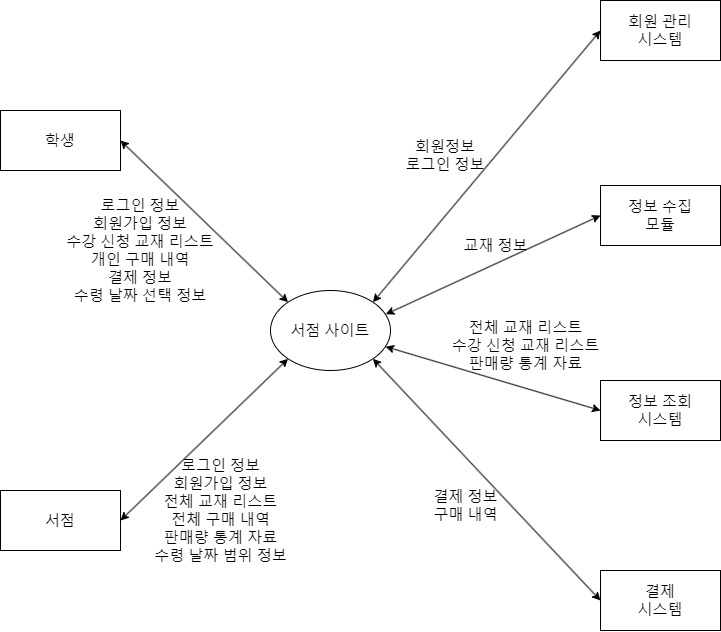 회원 관리
시스템
학생
회원정보
로그인 정보
로그인 정보
회원가입 정보
수강 신청 교재 리스트
개인 구매 내역
결제 정보
수령 날짜 선택 정보
정보 수집
모듈
교재 정보
서점 사이트
전체 교재 리스트
수강 신청 교재 리스트
판매량 통계 자료
정보 조회
시스템
로그인 정보
회원가입 정보
전체 교재 리스트
전체 구매 내역
판매량 통계 자료
수령 날짜 범위 정보
서점
결제 정보
구매 내역
결제
시스템